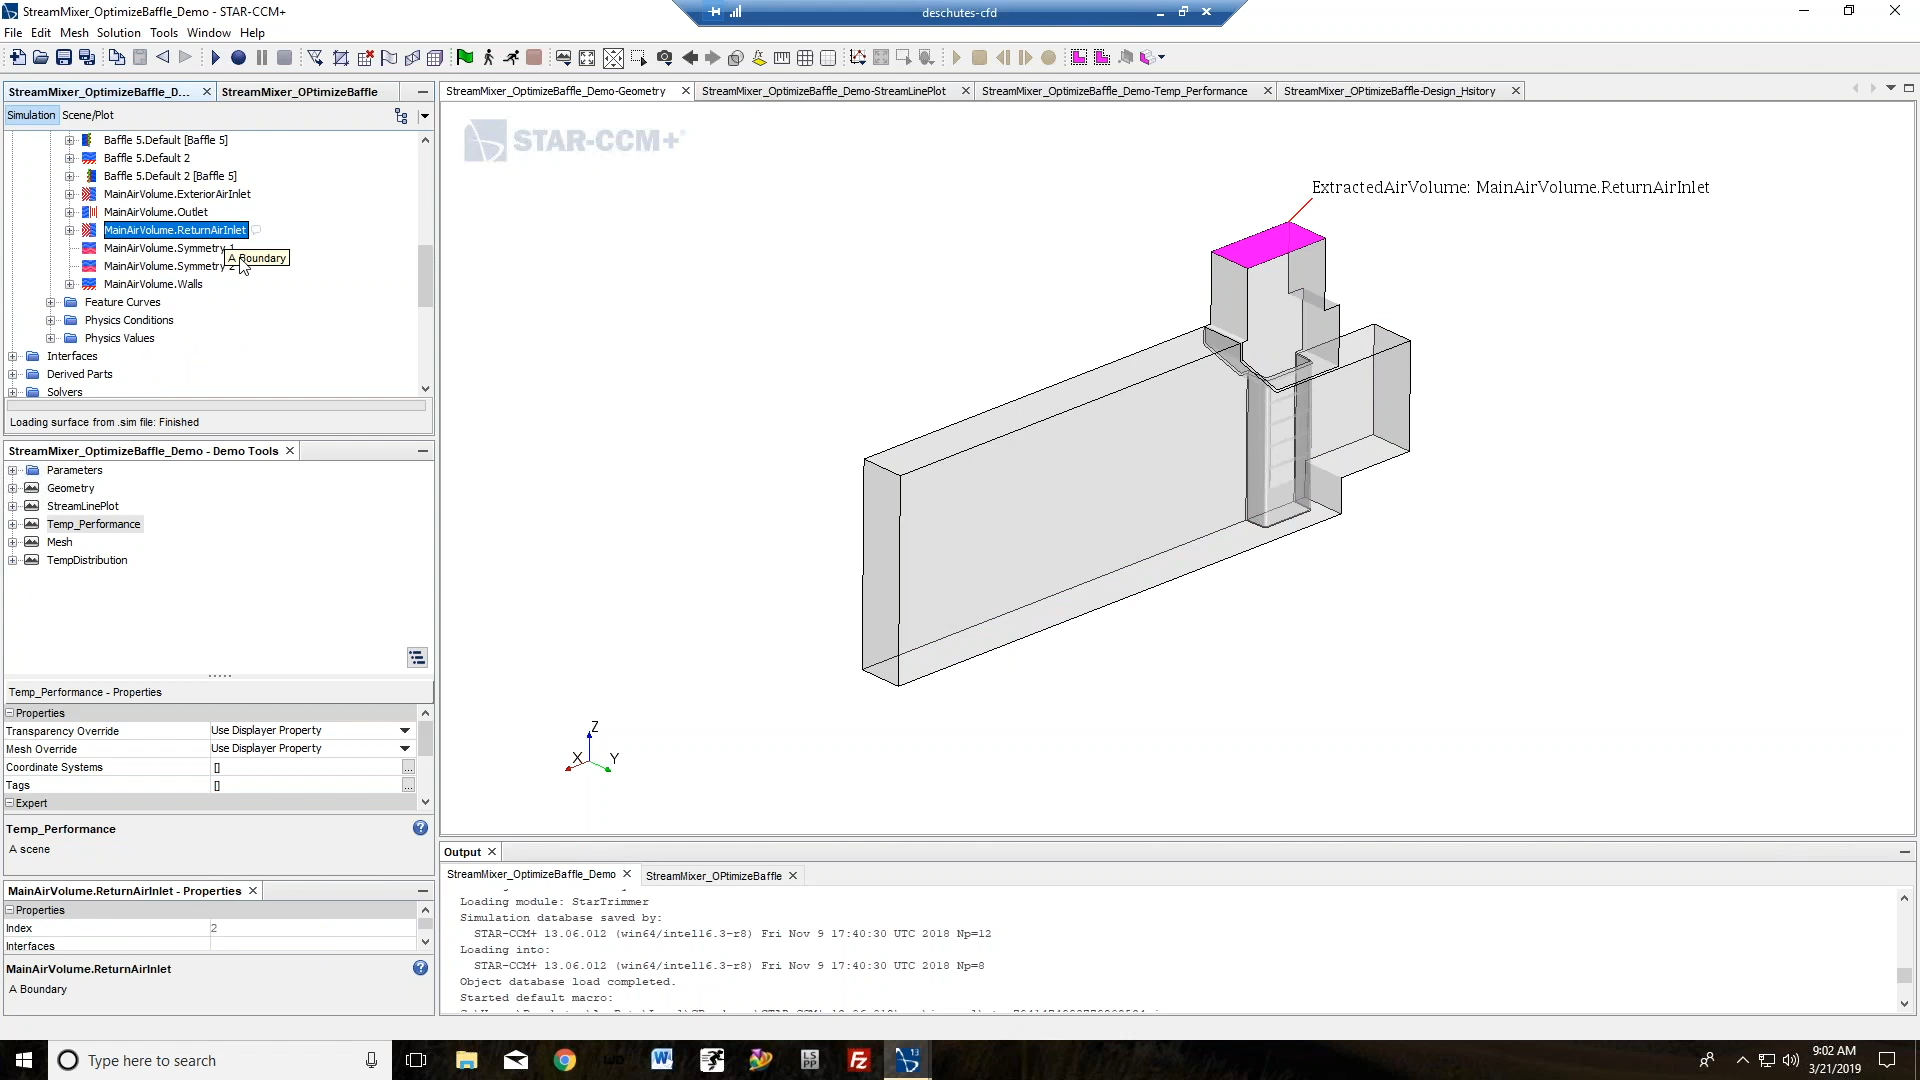 StreamMixer_OptimizeBaffle_Demo - STAR-CCM+
deschutes-cfd
File Edit Mesh Solution Tools Window Help
StreamMixer_OptimizeBaffle_D...
StreamMixer_OPtimizeBaffle
StreamMixer_OptimizeBaffle_Demo-Geometry
StreamMixer_OptimizeBaffle_Demo-StreamLinePlot
StreamMixer_OptimizeBaffle_Demo-Temp_Performance
StreamMixer_OPtimizeBaffle-Design_Hsitory
Simulation Scene/Plot
Baffle 5.Default [Baffle 5]
Baffle 5.Default 2
Baffle 5.Default 2 [Baffle 5]
MainAirVolume.ExteriorAirInlet
MainAirVolume.Outlet
MainAirVolume.ReturnAirInlet
MainAirVolume.Symmetry 1
A Boundary
MainAirVolume.Symmetry 2
MainAirVolume.Walls
Feature Curves
Physics Conditions
Physics Values
Interfaces
Derived Parts
Solvers
Loading surface from .sim file: Finished
STAR-CCM+
ExtractedAirVolume: MainAirVolume.ReturnAirInlet
Z
X
Y
StreamMixer_OptimizeBaffle_Demo - Demo Tools
Parameters
Geometry
StreamLinePlot
Temp_Performance
Mesh
TempDistribution
Temp_Performance - Properties
Properties
Transparency Override Use Displayer Property
Mesh Override Use Displayer Property
Coordinate Systems []
Tags []
Expert
Temp_Performance
A scene
MainAirVolume.ReturnAirInlet - Properties
Properties
Index 2
Interfaces
MainAirVolume.ReturnAirInlet
A Boundary
Output
StreamMixer_OptimizeBaffle_Demo
StreamMixer_OPtimizeBaffle
Loading module: StarTrimmer
Simulation database saved by:
STAR-CCM+ 13.06.012 (win64/intel16.3-r8) Fri Nov 9 17:40:30 UTC 2018 Np=12
Loading into:
STAR-CCM+ 13.06.012 (win64/intel16.3-r8) Fri Nov 9 17:40:30 UTC 2018 Np=8
Object database load completed.
Started default macro:
Type here to search
LS
PP
Fz
13
9:02 AM
3/21/2019